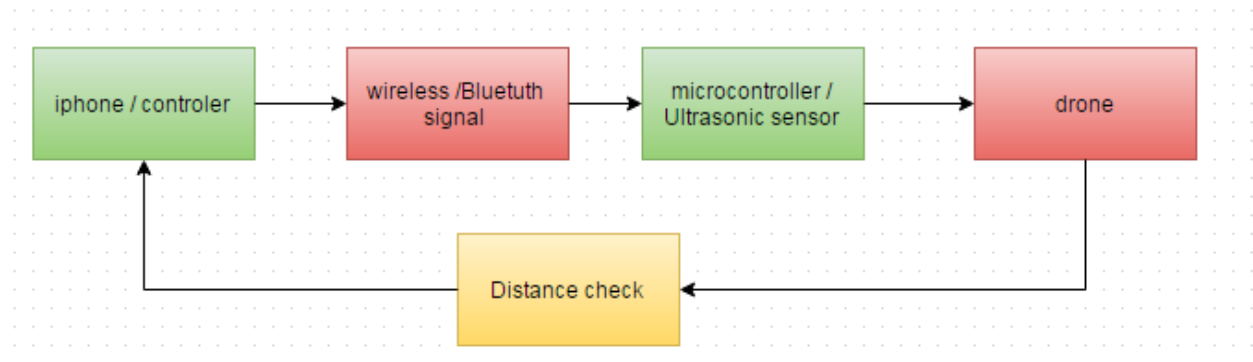 iphone / controler
wireless /Bluetuth
signal
microcontroller /
Ultrasonic sensor
drone
Distance check